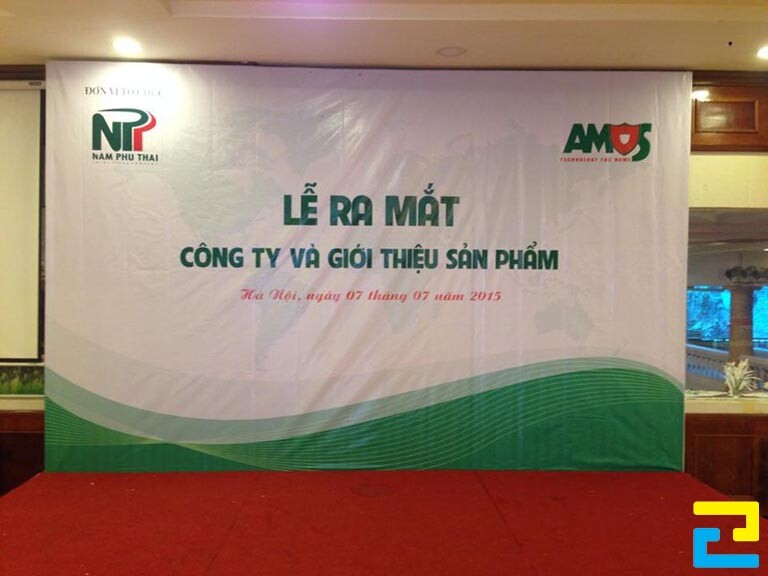 ĐƠN VỊ TỔ CHỨC
NPT
NAM PHU THAI
AMOS
TECHNOLOGY FOR HOME
LỄ RA MẮT
CÔNG TY VÀ GIỚI THIỆU SẢN PHẨM
Hà Nội, ngày 07 tháng 07 năm 2015